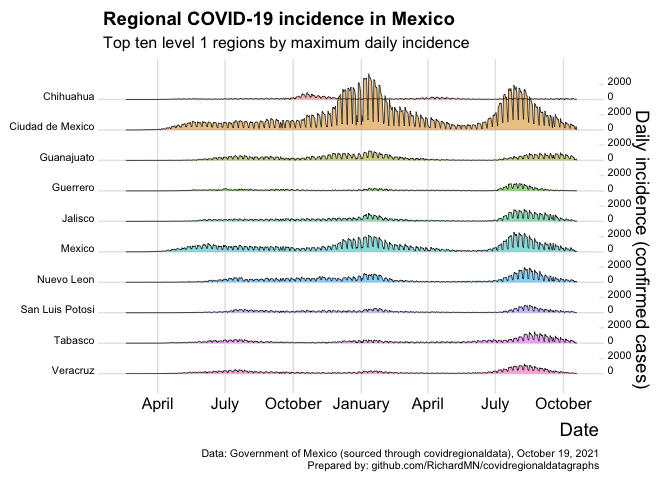 Regional COVID-19 incidence in Mexico
Top ten level 1 regions by maximum daily incidence
2000
Chihuahua 0
2000
Ciudad de Mexico 0
2000
Guanajuato 0
2000
Guerrero 0
2000
Jalisco 0
2000
Mexico 0
2000
Nuevo Leon 0
2000
San Luis Potosi 0
2000
Tabasco 0
2000
Veracruz 0
Daily incidence (confirmed cases)
April July October January April July October
Date
Data: Government of Mexico (sourced through covidregionaldata), October 19, 2021
Prepared by: github.com/RichardMN/covidregionaldatagraphs